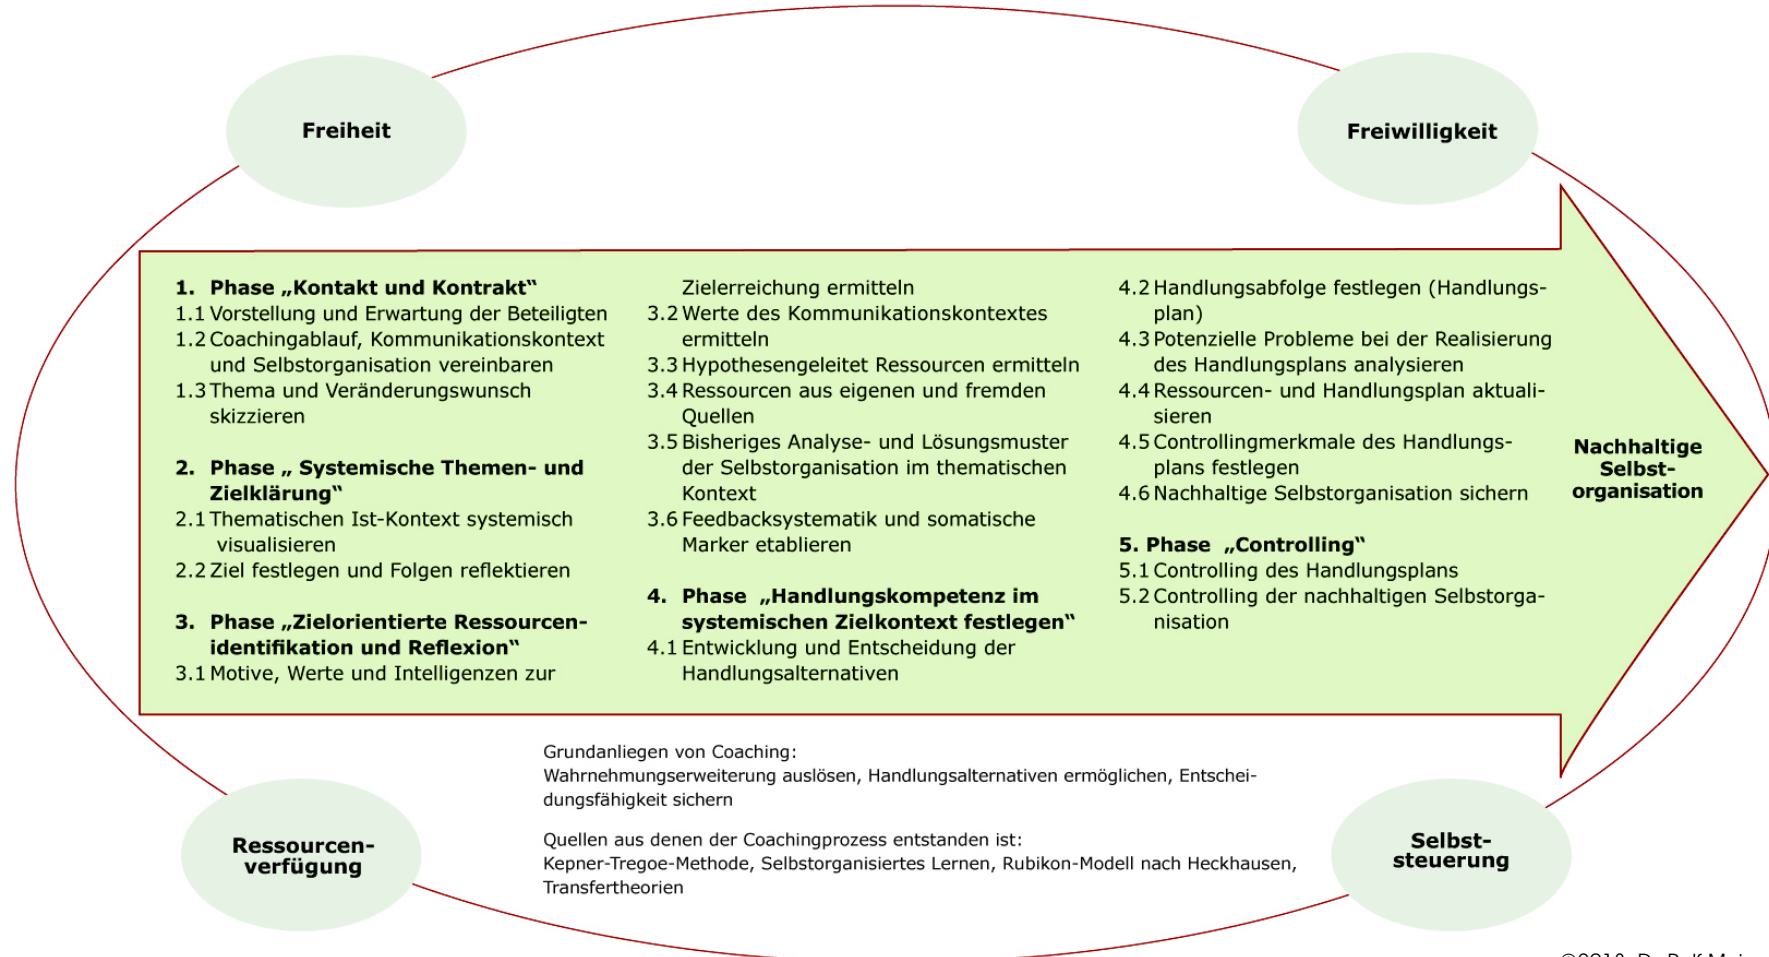 Freiheit
Freiwilligkeit
1. Phase „Kontakt und Kontrakt“
1.1 Vorstellung und Erwartung der Beteiligten
1.2 Coachingablauf, Kommunikationskontext
und Selbstorganisation vereinbaren
1.3 Thema und Veränderungswunsch
skizzieren
2. Phase „ Systemische Themen- und
Zielklärung“
2.1 Thematischen Ist-Kontext systemisch
visualisieren
2.2 Ziel festlegen und Folgen reflektieren
3. Phase „Zielorientierte Ressourcen-
identifikation und Reflexion“
3.1 Motive, Werte und Intelligenzen zur
Zielerreichung ermitteln
3.2 Werte des Kommunikationskontextes
ermitteln
3.3 Hypothesengeleitet Ressourcen ermitteln
3.4 Ressourcen aus eigenen und fremden
Quellen
3.5 Bisheriges Analyse- und Lösungsmuster
der Selbstorganisation im thematischen
Kontext
3.6 Feedbacksystematik und somatische
Marker etablieren
4. Phase „Handlungskompetenz im
systemischen Zielkontext festlegen“
4.1 Entwicklung und Entscheidung der
Handlungsalternativen
4.2 Handlungsabfolge festlegen (Handlungs-
plan)
4.3 Potenzielle Probleme bei der Realisierung
des Handlungsplans analysieren
4.4 Ressourcen- und Handlungsplan aktuali-
sieren
4.5 Controllingmerkmale des Handlungs-
plans festlegen
4.6 Nachhaltige Selbstorganisation sichern
5. Phase „Controlling“
5.1 Controlling des Handlungsplans
5.2 Controlling der nachhaltigen Selbstorga-
nisation
Nachhaltige
Selbst-
organisation
Grundanliegen von Coaching:
Wahrnehmungserweiterung auslösen, Handlungsalternativen ermöglichen, Entschei-
dungsfähigkeit sichern
Quellen aus denen der Coachingprozess entstanden ist:
Kepner-Tregoe-Methode, Selbstorganisiertes Lernen, Rubikon-Modell nach Heckhausen,
Transfertheorien
Ressourcen-
verfügung
Selbst-
steuerung